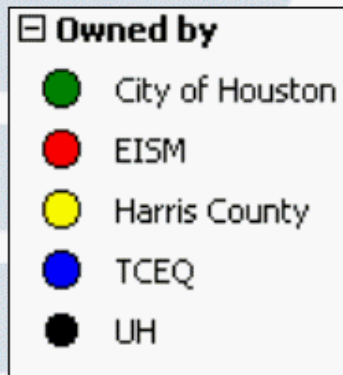 Owned by
City of Houston
EISM
Harris County
TCEQ
UH